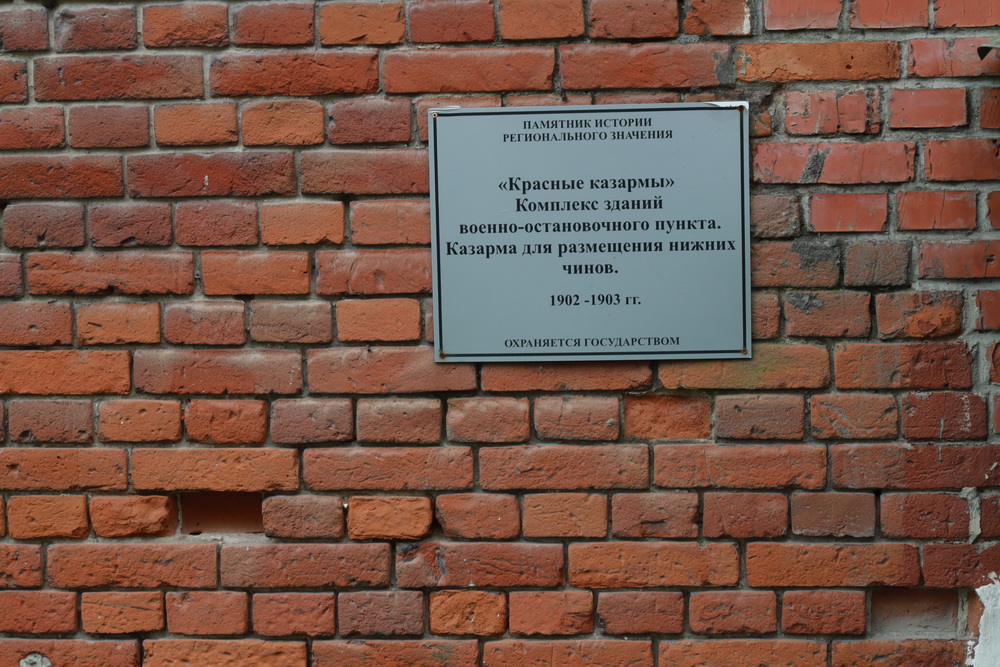 ПАМЯТНИК ИСТОРИИ
РЕГИОНАЛЬНОГО ЗНАЧЕНИЯ
«Красные казармы»
Комплекс зданий
военно-остановочного пункта.
Казарма для размещения нижних
чинов.
1902 -1903 гг.
ОХРАНЯЕТСЯ ГОСУДАРСТВОМ